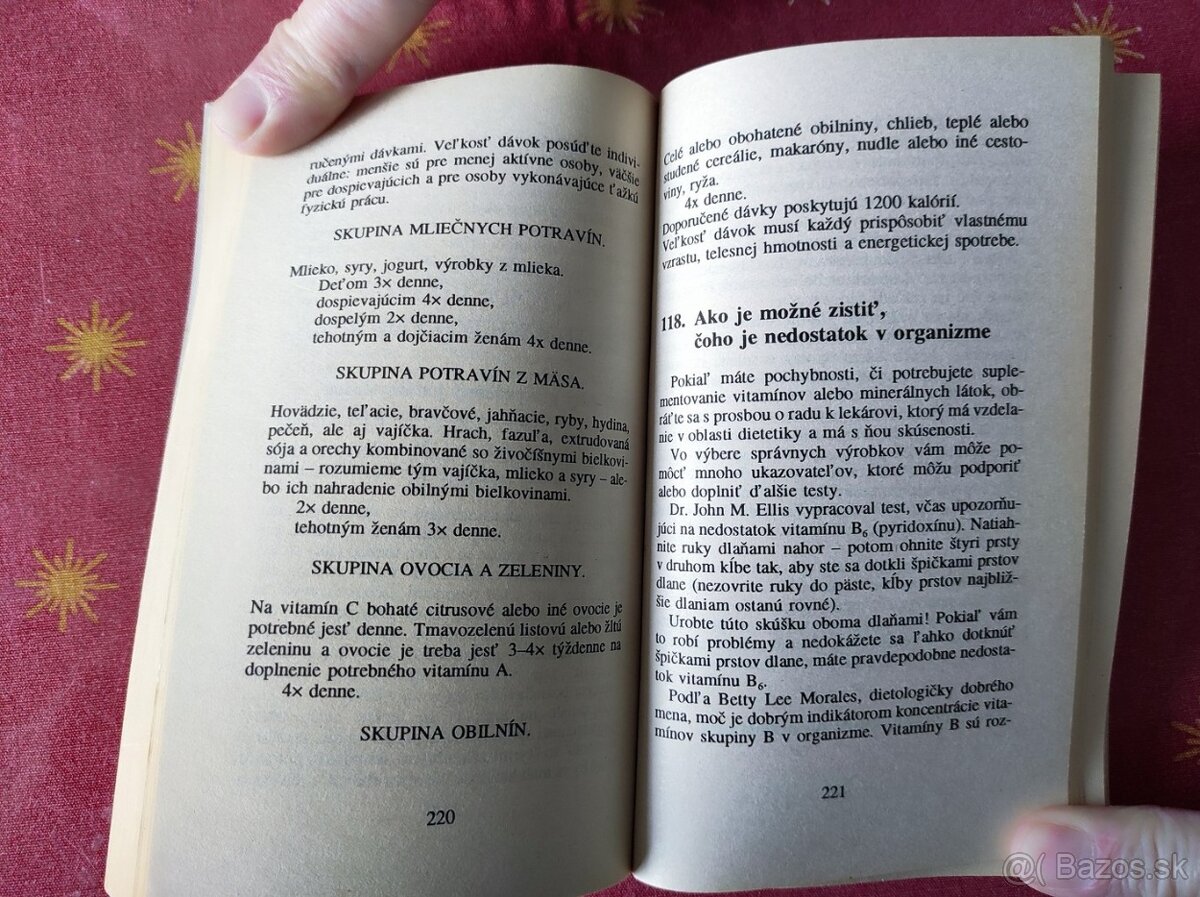 ručenými dávkami. Veľkosť dávok posúďte indivi-
duálne: menšie sú pre menej aktívne osoby, väčšie
pre dospievajúcich a pre osoby vykonávajúce ťažkú
fyzickú prácu.
SKUPINA MLIEČNYCH POTRAVÍN.
Mlieko, syry, jogurt, výrobky z mlieka.
Deťom 3× denne,
dospievajúcim 4× denne,
dospelým 2× denne,
tehotným a dojčiacim ženám 4x denne.
SKUPINA POTRAVÍN Z MÄSA.
Hovädzie, teľacie, bravčové, jahňacie, ryby, hydina,
pečeň, ale aj vajíčka. Hrach, fazuľa, extrudovaná
sója a orechy kombinované so živočíšnymi bielkovi-
nami – rozumieme tým vajíčka, mlieko a syry – ale-
bo ich nahradenie obilnými bielkovinami.
2× denne,
tehotným ženám 3× denne.
SKUPINA OVOCIA A ZELENINY.
Na vitamín C bohaté citrusové alebo iné ovocie je
potrebné jesť denne. Tmavozelenú listovú alebo žltú
zeleninu a ovocie je treba jesť 3–4× týždenne na
doplnenie potrebného vitamínu A.
4× denne.
SKUPINA OBILNÍN.
220
Celé alebo obohatené obilniny, chlieb, teplé alebo
studené cereálie, makaróny, nudle alebo iné cesto-
viny, ryža.
4x denne.
Doporučené dávky poskytujú 1200 kalórií.
Veľkosť dávok musí každý prispôsobiť vlastnému
vzrastu, telesnej hmotnosti a energetickej spotrebe.
118. Ako je možné zistiť,
čoho je nedostatok v organizme
Pokiaľ máte pochybnosti, či potrebujete suple-
mentovanie vitamínov alebo minerálnych látok, ob-
ráťte sa s prosbou o radu k lekárovi, ktorý má vzdela-
nie v oblasti dietetiky a má s ňou skúsenosti.
Vo výbere správnych výrobkov vám môže po-
môcť mnoho ukazovateľov, ktoré môžu podporiť
alebo doplniť ďalšie testy.
Dr. John M. Ellis vypracoval test, včas upozorňu-
júci na nedostatok vitamínu B₆ (pyridoxínu). Natiah-
nite ruky dlaňami nahor – potom ohnite štyri prsty
v druhom kĺbe tak, aby ste sa dotkli špičkami prstov
dlane (nezovrite ruky do päste, kĺby prstov najbliž-
šie dlaniam ostanú rovné).
Urobte túto skúšku oboma dlaňami! Pokiaľ vám
to robí problémy a nedokážete sa ľahko dotknúť
špičkami prstov dlane, máte pravdepodobne nedosta-
tok vitamínu B₆.
Podľa Betty Lee Morales, dietologičky dobrého
mena, moč je dobrým indikátorom koncentrácie vita-
mínov skupiny B v organizme. Vitamíny B sú roz-
221
@( Bazos.sk